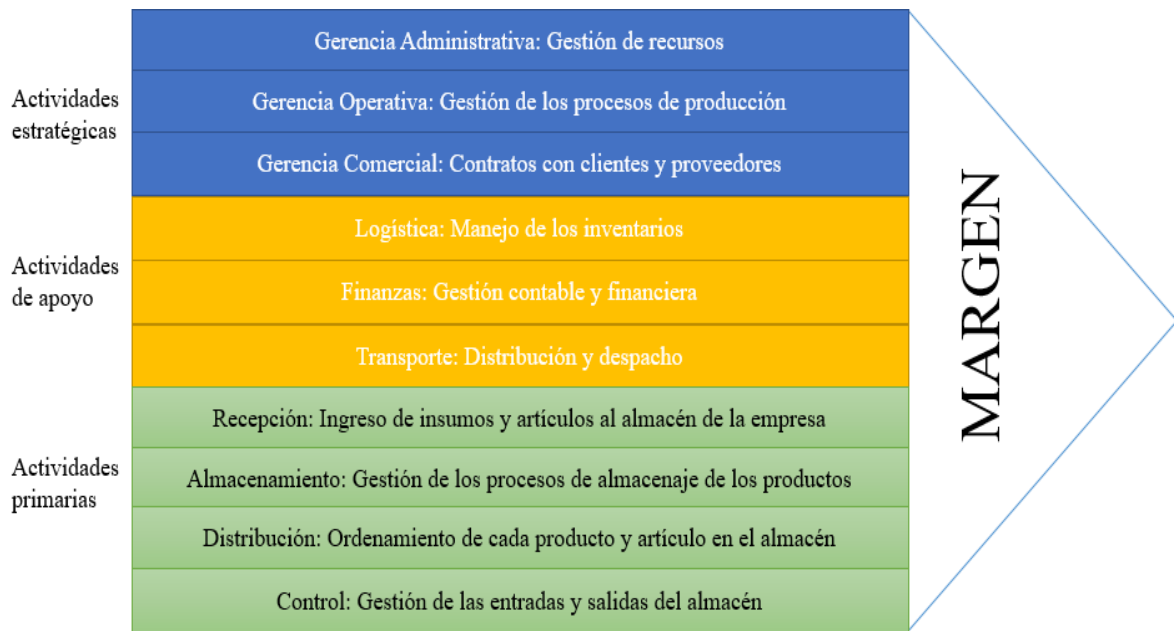 Actividades
estratégicas
Gerencia Administrativa: Gestión de recursos
Gerencia Operativa: Gestión de los procesos de producción
Gerencia Comercial: Contratos con clientes y proveedores
Actividades
de apoyo
Logística: Manejo de los inventarios
Finanzas: Gestión contable y financiera
Transporte: Distribución y despacho
Actividades
primarias
Recepción: Ingreso de insumos y artículos al almacén de la empresa
Almacenamiento: Gestión de los procesos de almacenaje de los productos
Distribución: Ordenamiento de cada producto y artículo en el almacén
Control: Gestión de las entradas y salidas del almacén
MARGEN